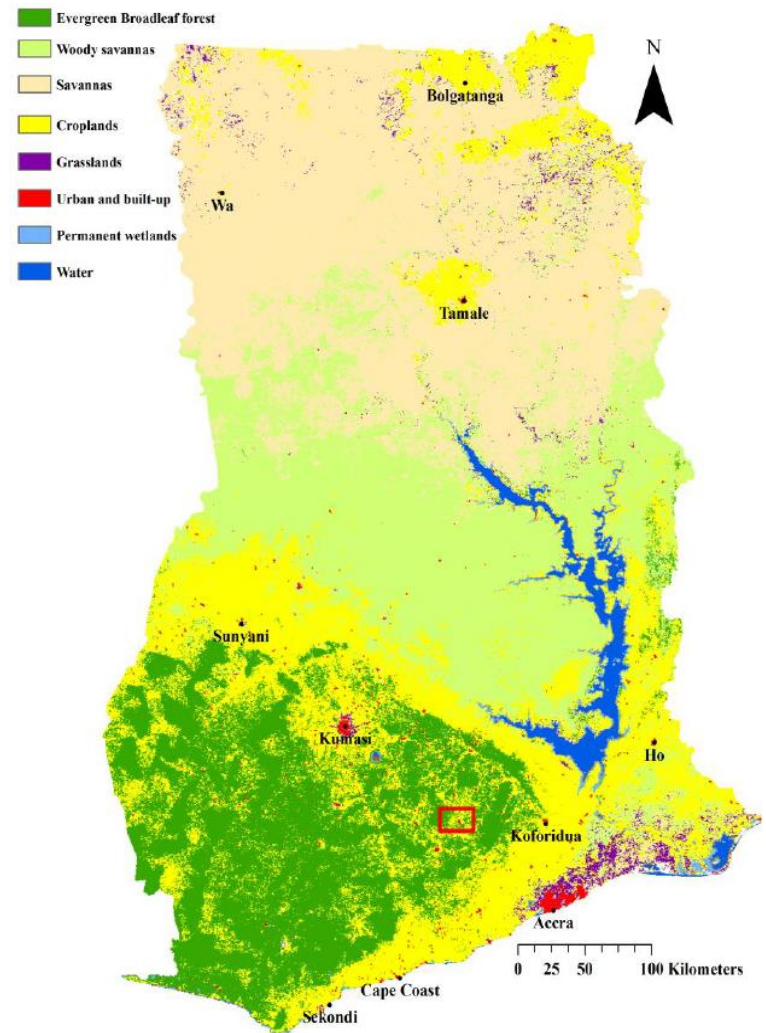 Evergreen Broadleaf forest
Woody savannas
Savannas
Croplands
Grasslands
Urban and built-up
Permanent wetlands
Water
N
Bolgatanga
Wa
Tamale
Sunyani
Kumasi
Ho
Koforidua
Accra
0 25 50 100 Kilometers
Cape Coast
Sekondi